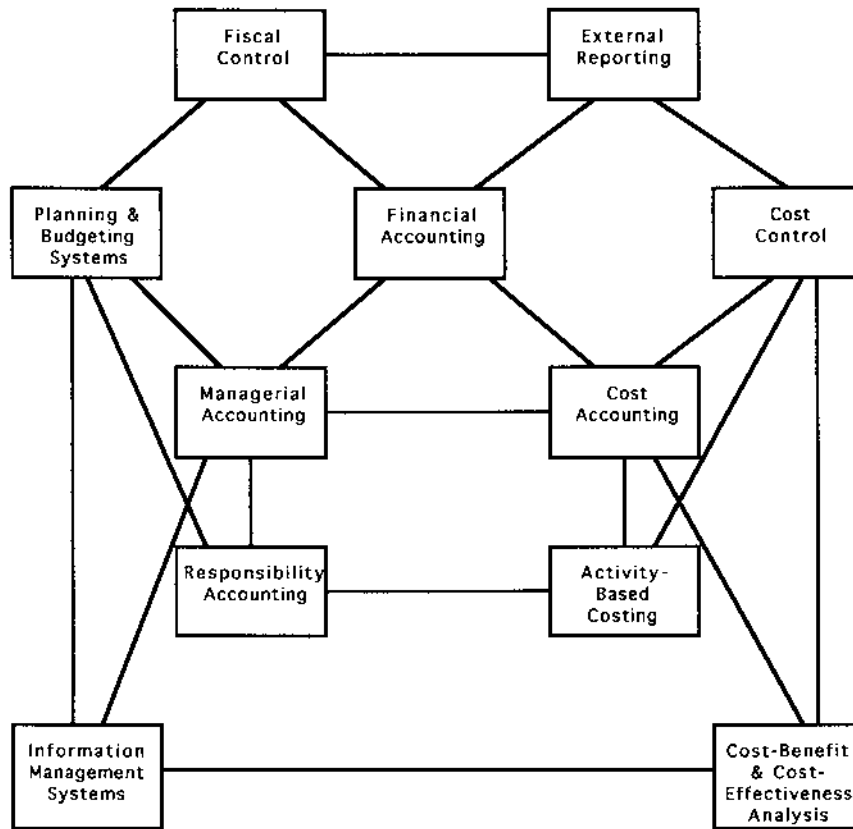 Fiscal
Control
External
Reporting
Planning &
Budgeting
Systems
Financial
Accounting
Cost
Control
Managerial
Accounting
Cost
Accounting
Responsibility
Accounting
Activity-
Based
Costing
Information
Management
Systems
Cost-Benefit
& Cost-
Effectiveness
Analysis